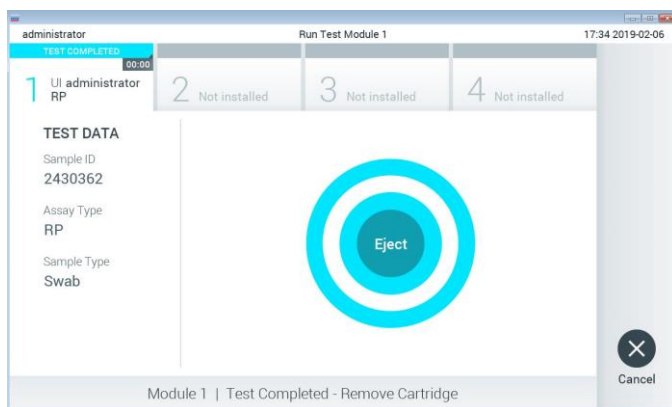 administrator Run Test Module 1 17:34 2019-02-06
TEST COMPLETED
00:00
1 UI administrator
RP
2 Not installed
3 Not installed
4 Not installed
TEST DATA
Sample ID
2430362
Assay Type
RP
Sample Type
Swab
Eject
Cancel
Module 1 | Test Completed - Remove Cartridge